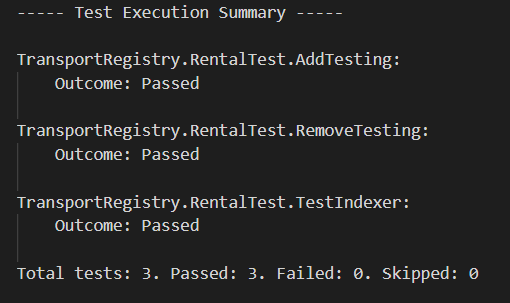 ----- Test Execution Summary -----
TransportRegistry.RentalTest.AddTesting:
Outcome: Passed
TransportRegistry.RentalTest.RemoveTesting:
Outcome: Passed
TransportRegistry.RentalTest.TestIndexer:
Outcome: Passed
Total tests: 3. Passed: 3. Failed: 0. Skipped: 0